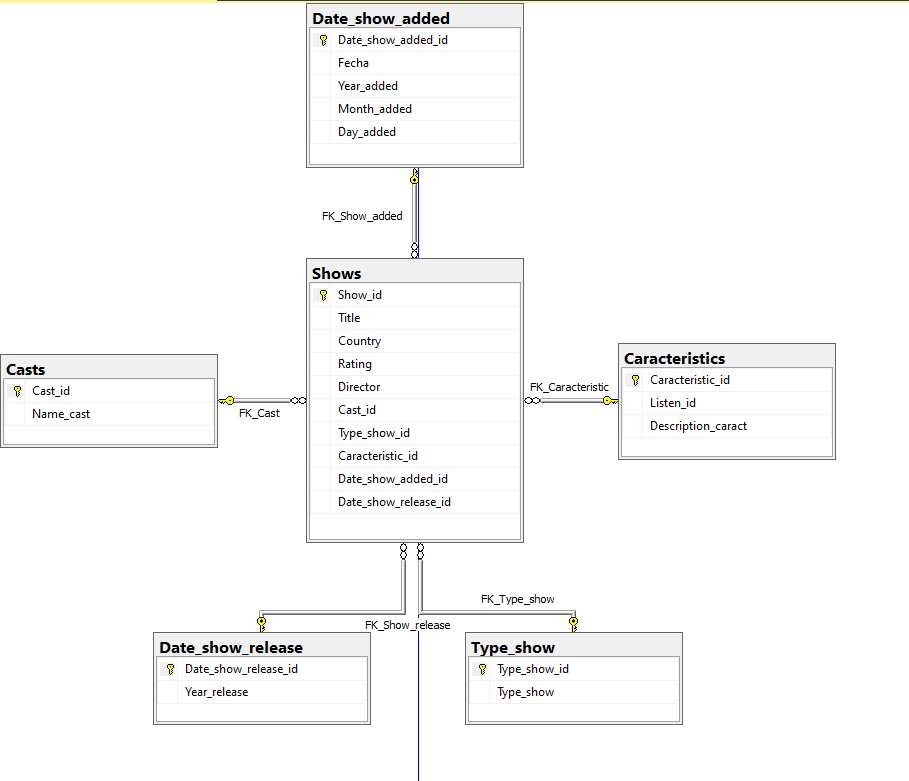 Date_show_added
Date_show_added_id
Fecha
Year_added
Month_added
Day_added
FK_Show_added
Shows
Show_id
Title
Country
Rating
Director
Cast_id
Type_show_id
Caracteristic_id
Date_show_added_id
Date_show_release_id
Casts
Cast_id
Name_cast
FK_Cast
FK_Caracteristic
Caracteristics
Caracteristic_id
Listen_id
Description_caract
FK_Type_show
FK_Show_release
Date_show_release
Date_show_release_id
Year_release
Type_show
Type_show_id
Type_show